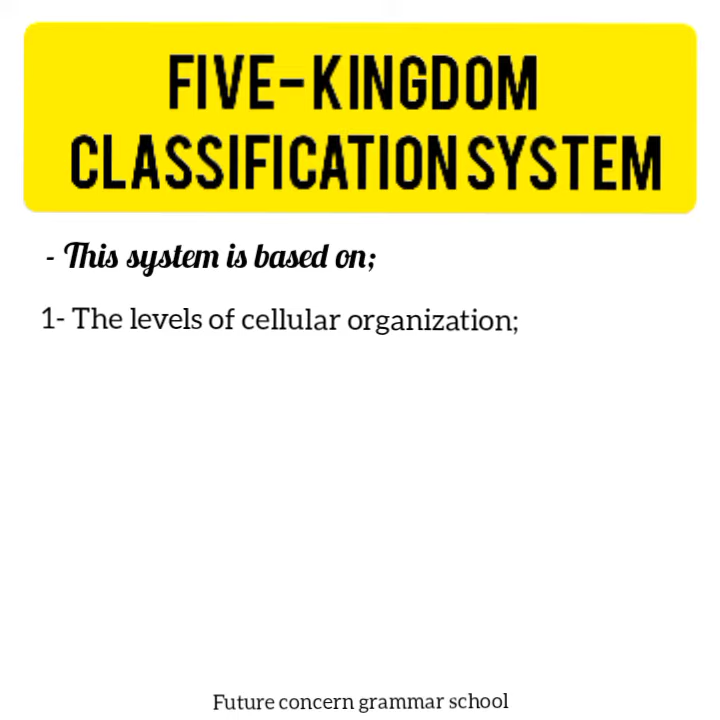 FIVE-KINGDOM
CLASSIFICATION SYSTEM
- This system is based on;
1- The levels of cellular organization;
Future concern grammar school